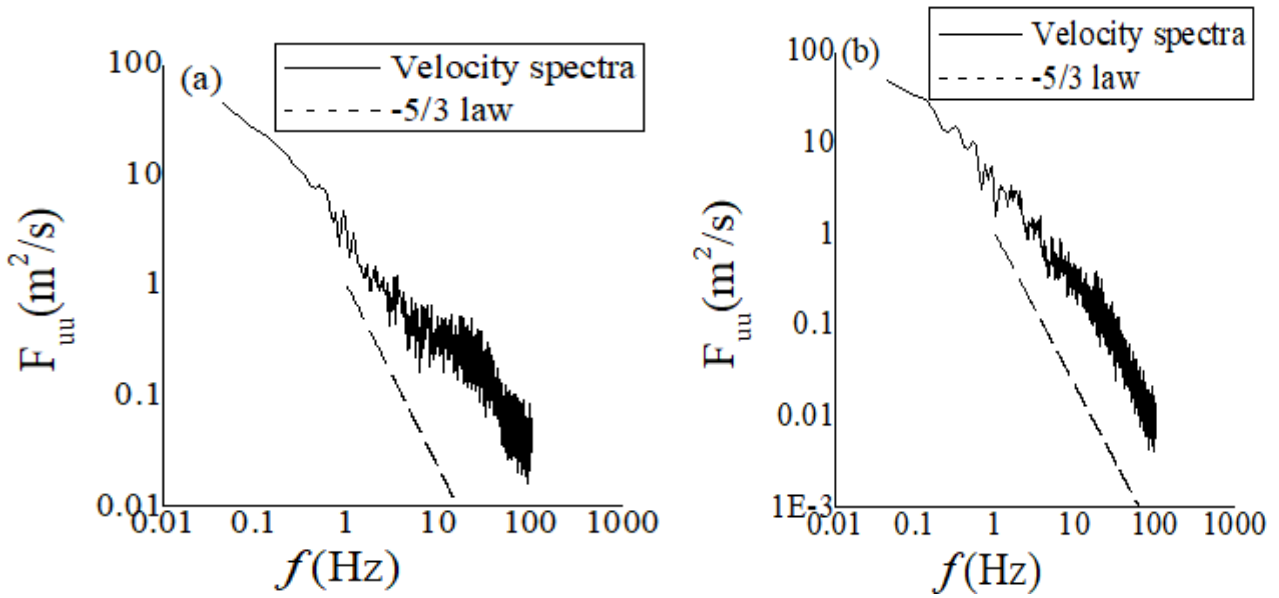 (a)
Velocity spectra
-5/3 law
100
10
1
0.1
0.01
F_uu(m²/s)
0.01 0.1 1 10 100 1000
f(Hz)
(b)
Velocity spectra
-5/3 law
100
10
1
0.1
0.01
1E-3
F_uu(m²/s)
0.01 0.1 1 10 100 1000
f(Hz)